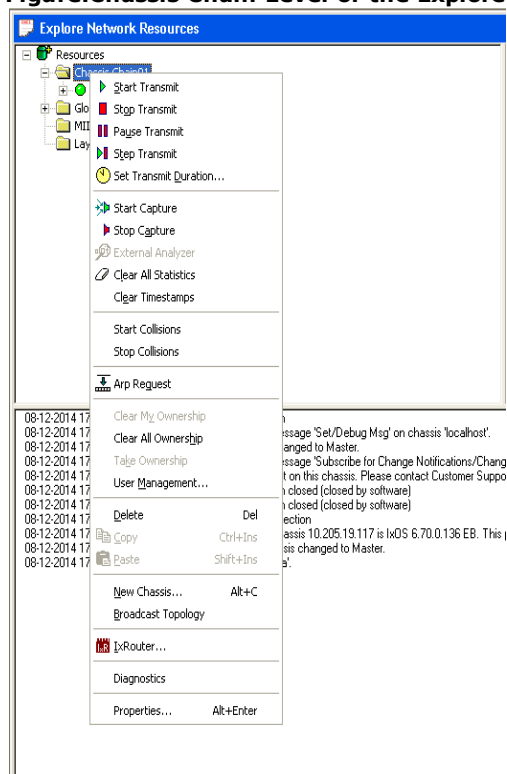 Figure:Chassis Chain Level of the Explore
Explore Network Resources
Resources
Chassis Chain01
Glo
MII
Lay
Start Transmit
Stop Transmit
Pause Transmit
Step Transmit
Set Transmit Duration...
Start Capture
Stop Capture
External Analyzer
Clear All Statistics
Clear Timestamps
Start Collisions
Stop Collisions
Arp Request
Clear My Ownership
Clear All Ownership
Take Ownership
User Management...
Delete Del
Copy Ctrl+Ins
Paste Shift+Ins
New Chassis... Alt+C
Broadcast Topology
IxRouter...
Diagnostics
Properties... Alt+Enter
08-12-2014 17 n
08-12-2014 17 essage 'Set/Debug Msg' on chassis 'localhost'.
08-12-2014 17 anged to Master.
08-12-2014 17 essage 'Subscribe for Change Notifications/Chang
08-12-2014 17 t on this chassis. Please contact Customer Suppo
08-12-2014 17 n closed (closed by software)
08-12-2014 17 n closed (closed by software)
08-12-2014 17 ection
08-12-2014 17 assis 10.205.19.117 is IxOS 6.70.0.136 EB. This
08-12-2014 17 sis changed to Master.
08-12-2014 17 a'.